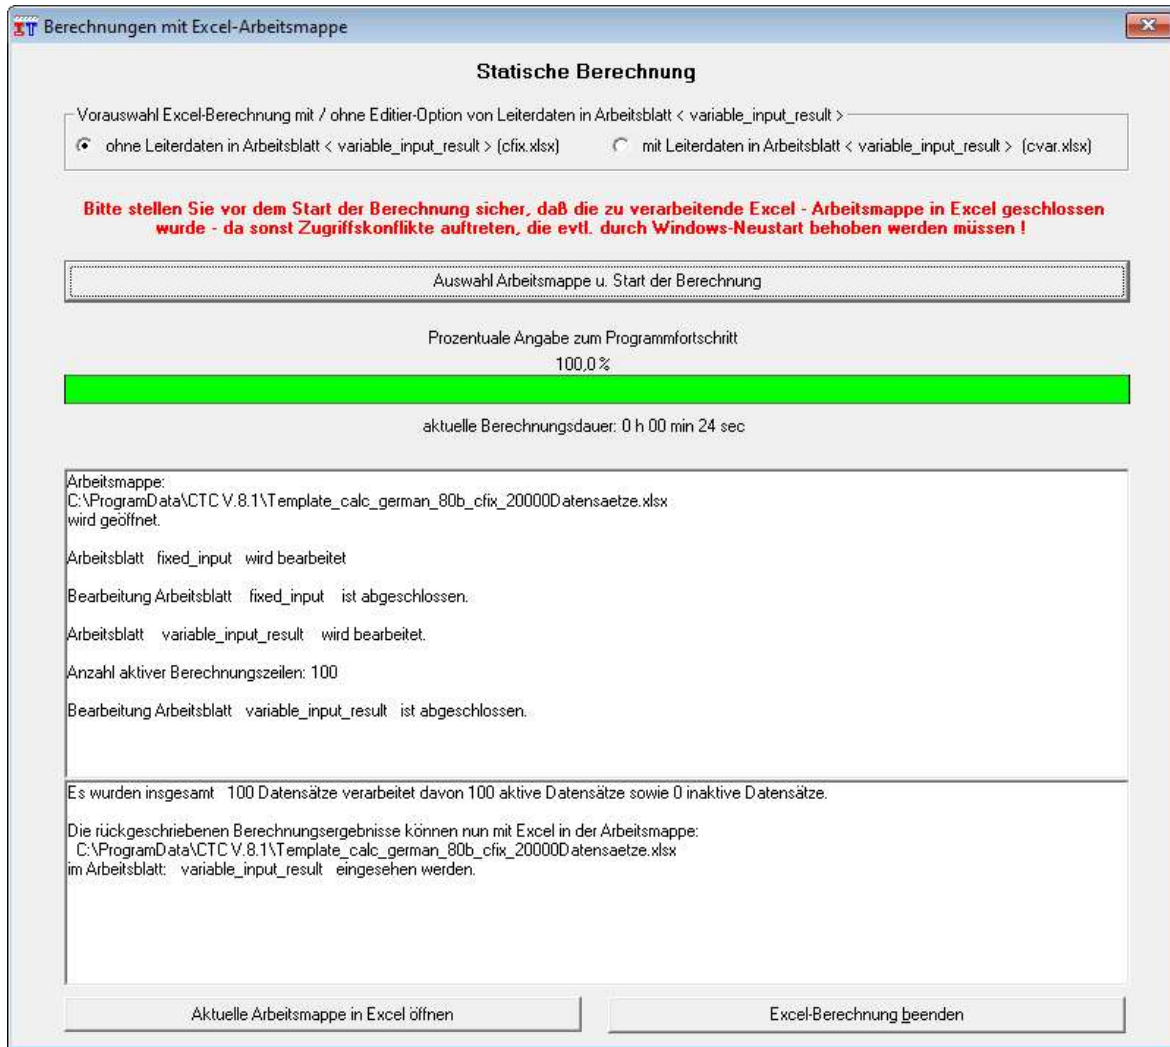 Berechnungen mit Excel-Arbeitsmappe
Statische Berechnung
Vorauswahl Excel-Berechnung mit / ohne Editier-Option von Leiterdaten in Arbeitsblatt < variable_input_result >
ohne Leiterdaten in Arbeitsblatt < variable_input_result > (cfix.xlsx)
mit Leiterdaten in Arbeitsblatt < variable_input_result > (cvar.xlsx)
Bitte stellen Sie vor dem Start der Berechnung sicher, daß die zu verarbeitende Excel - Arbeitsmappe in Excel geschlossen
wurde - da sonst Zugriffskonflikte auftreten, die evtl. durch Windows-Neustart behoben werden müssen !
Auswahl Arbeitsmappe u. Start der Berechnung
Prozentuale Angabe zum Programmfortschritt
100,0 %
aktuelle Berechnungsdauer: 0 h 00 min 24 sec
Arbeitsmappe:
C:\ProgramData\CTC V.8.1\Template_calc_german_80b_cfix_20000Datensaetze.xlsx
wird geöffnet.
Arbeitsblatt fixed_input wird bearbeitet
Bearbeitung Arbeitsblatt fixed_input ist abgeschlossen.
Arbeitsblatt variable_input_result wird bearbeitet.
Anzahl aktiver Berechnungszeilen: 100
Bearbeitung Arbeitsblatt variable_input_result ist abgeschlossen.
Es wurden insgesamt 100 Datensätze verarbeitet davon 100 aktive Datensätze sowie 0 inaktive Datensätze.
Die rückgeschriebenen Berechnungsergebnisse können nun mit Excel in der Arbeitsmappe:
C:\ProgramData\CTC V.8.1\Template_calc_german_80b_cfix_20000Datensaetze.xlsx
im Arbeitsblatt: variable_input_result eingesehen werden.
Aktuelle Arbeitsmappe in Excel öffnen
Excel-Berechnung beenden